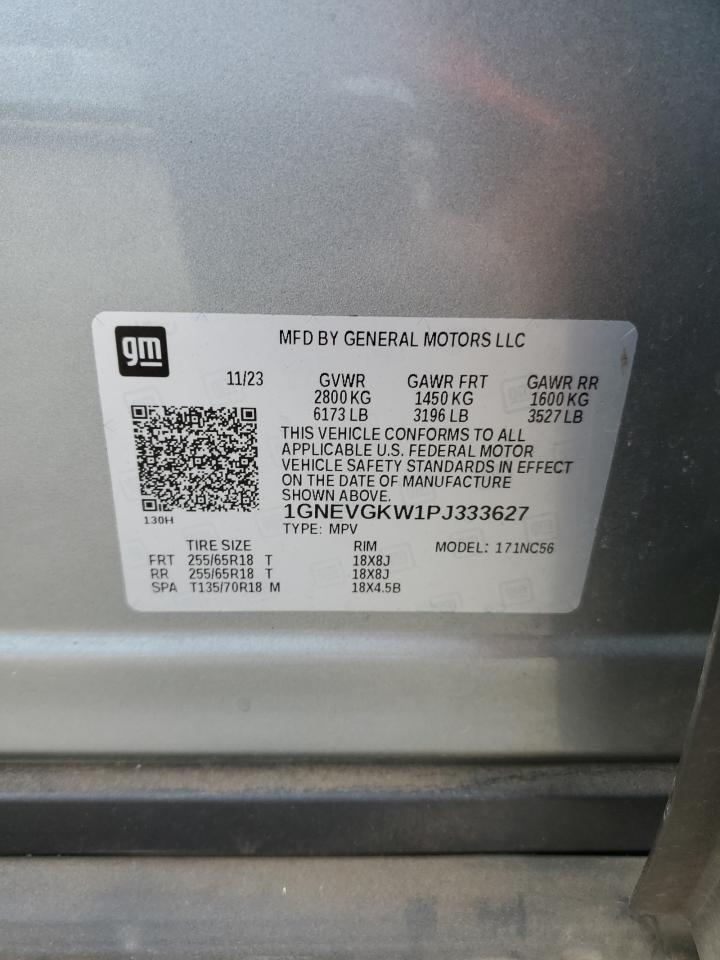 gm
MFD BY GENERAL MOTORS LLC
11/23 GVWR GAWR FRT GAWR RR
2800 KG 1450 KG 1600 KG
6173 LB 3196 LB 3527 LB
THIS VEHICLE CONFORMS TO ALL
APPLICABLE U.S. FEDERAL MOTOR
VEHICLE SAFETY STANDARDS IN EFFECT
ON THE DATE OF MANUFACTURE
SHOWN ABOVE.
1GNEVGKW1PJ333627
130H
TYPE: MPV
TIRE SIZE RIM MODEL: 171NC56
FRT 255/65R18 T 18X8J
RR 255/65R18 T 18X8J
SPA T135/70R18 M 18X4.5B